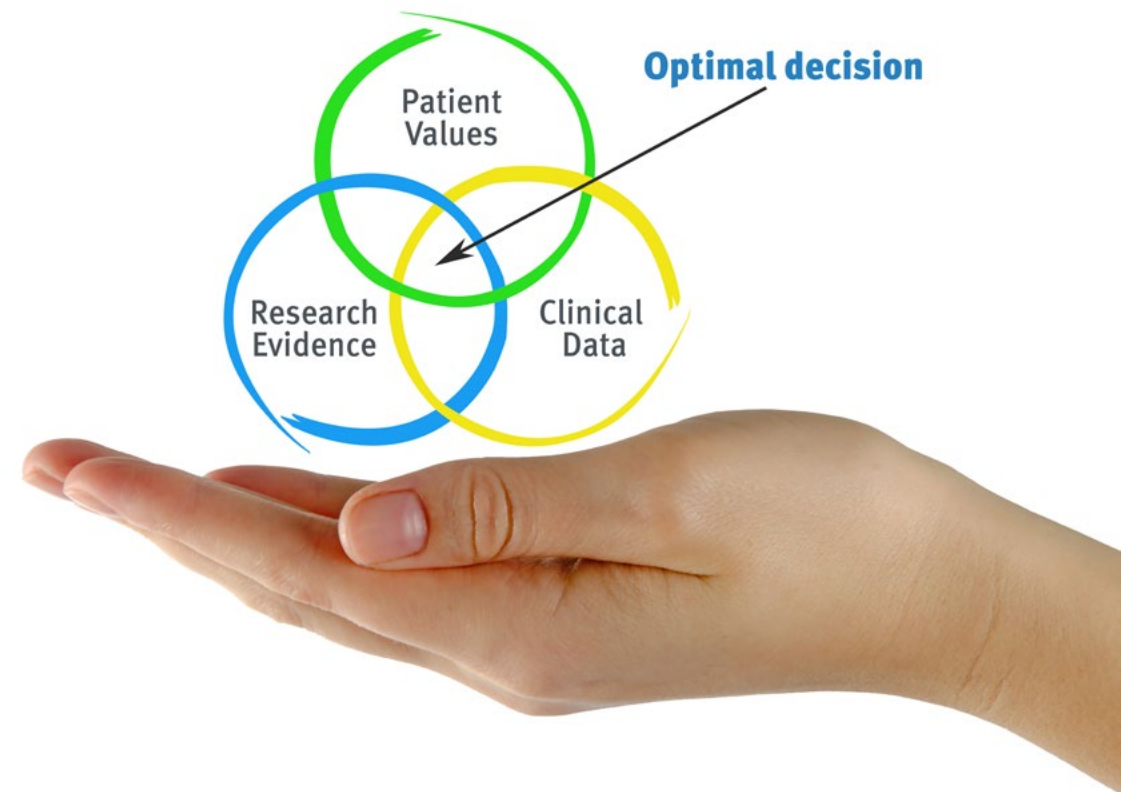 Optimal decision
Patient
Values
Research
Evidence
Clinical
Data